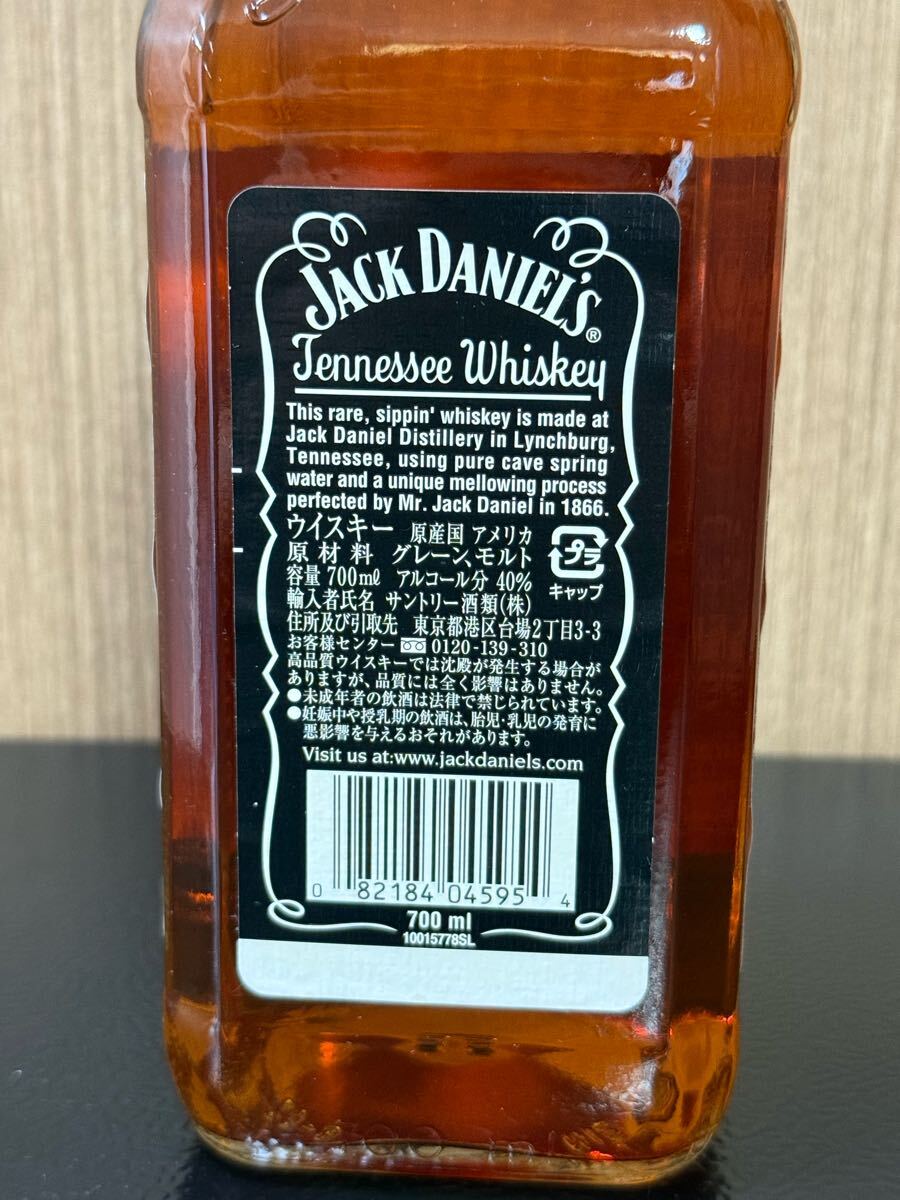 JACK DANIEL'S®
Tennessee Whiskey
This rare, sippin' whiskey is made at
Jack Daniel Distillery in Lynchburg,
Tennessee, using pure cave spring
water and a unique mellowing process
perfected by Mr. Jack Daniel in 1866.
ウイスキー 原産国 アメリカ
原材料 グレーン、モルト
プラ
容量 700mℓ アルコール分 40%
キャップ
輸入者氏名 サントリー酒類(株)
住所及び引取先 東京都港区台場2丁目3-3
お客様センター 0120-139-310
高品質ウイスキーでは沈殿が発生する場合が
ありますが、品質には全く影響はありません。
●未成年者の飲酒は法律で禁じられています。
●妊娠中や授乳期の飲酒は、胎児・乳児の発育に
悪影響を与えるおそれがあります。
Visit us at:www.jackdaniels.com
0 82184 04595 4
700 ml
10015778SL